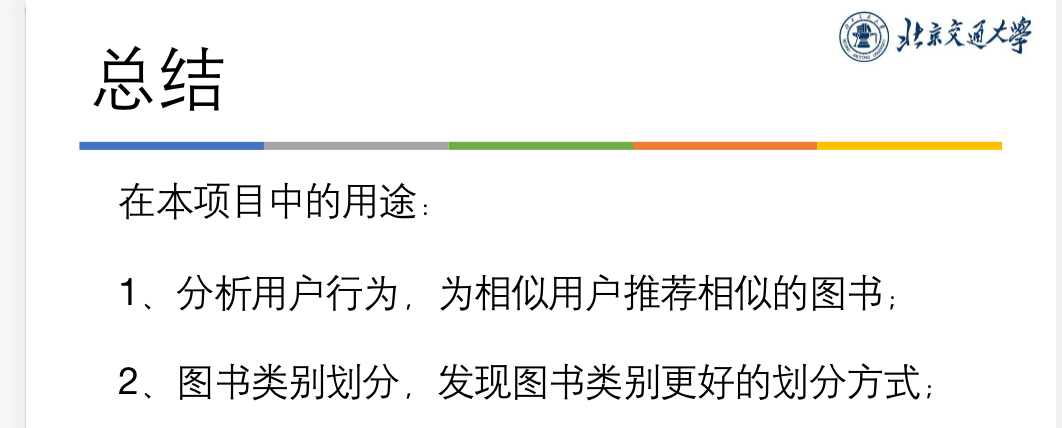 北京交通大学
总结
在本项目中的用途：
1、分析用户行为，为相似用户推荐相似的图书；
2、图书类别划分，发现图书类别更好的划分方式；